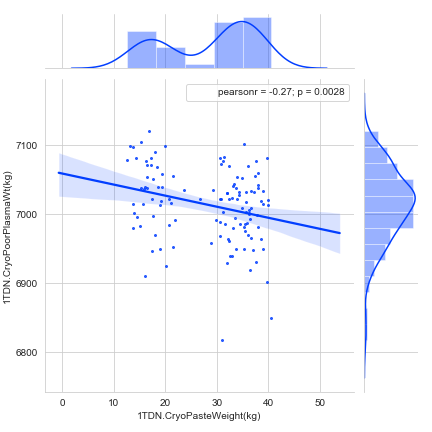 pearsonr = -0.27; p = 0.0028
7100
7000
6900
6800
1TDN.CryoPoorPlasmaWt(kg)
0 10 20 30 40 50
1TDN.CryoPasteWeight(kg)